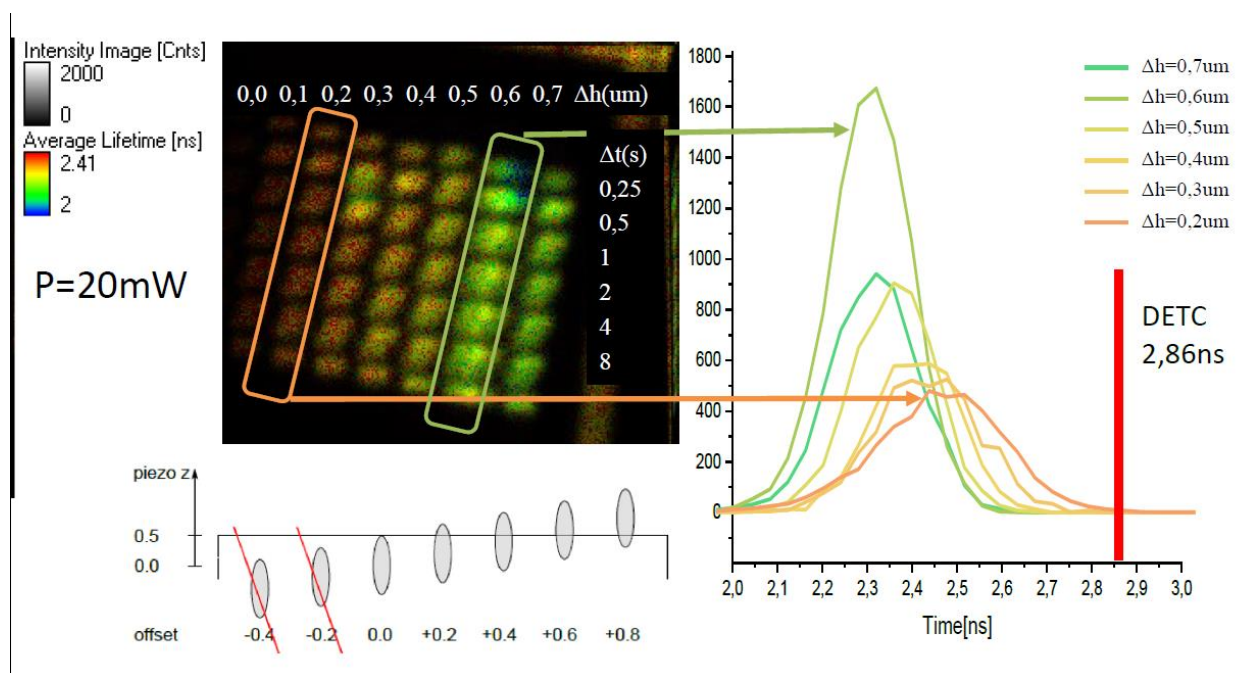 Intensity Image [Cnts]
2000
0
Average Lifetime [ns]
2.41
2
P=20mW
0,0 0,1 0,2 0,3 0,4 0,5 0,6 0,7 Δh(um)
Δt(s)
0,25
0,5
1
2
4
8
piezo z
0.5
0.0
offset -0.4 -0.2 0.0 +0.2 +0.4 +0.6 +0.8
1800
1600
1400
1200
1000
800
600
400
200
0
2,0 2,1 2,2 2,3 2,4 2,5 2,6 2,7 2,8 2,9 3,0
Time[ns]
Δh=0,7um
Δh=0,6um
Δh=0,5um
Δh=0,4um
Δh=0,3um
Δh=0,2um
DETC
2,86ns